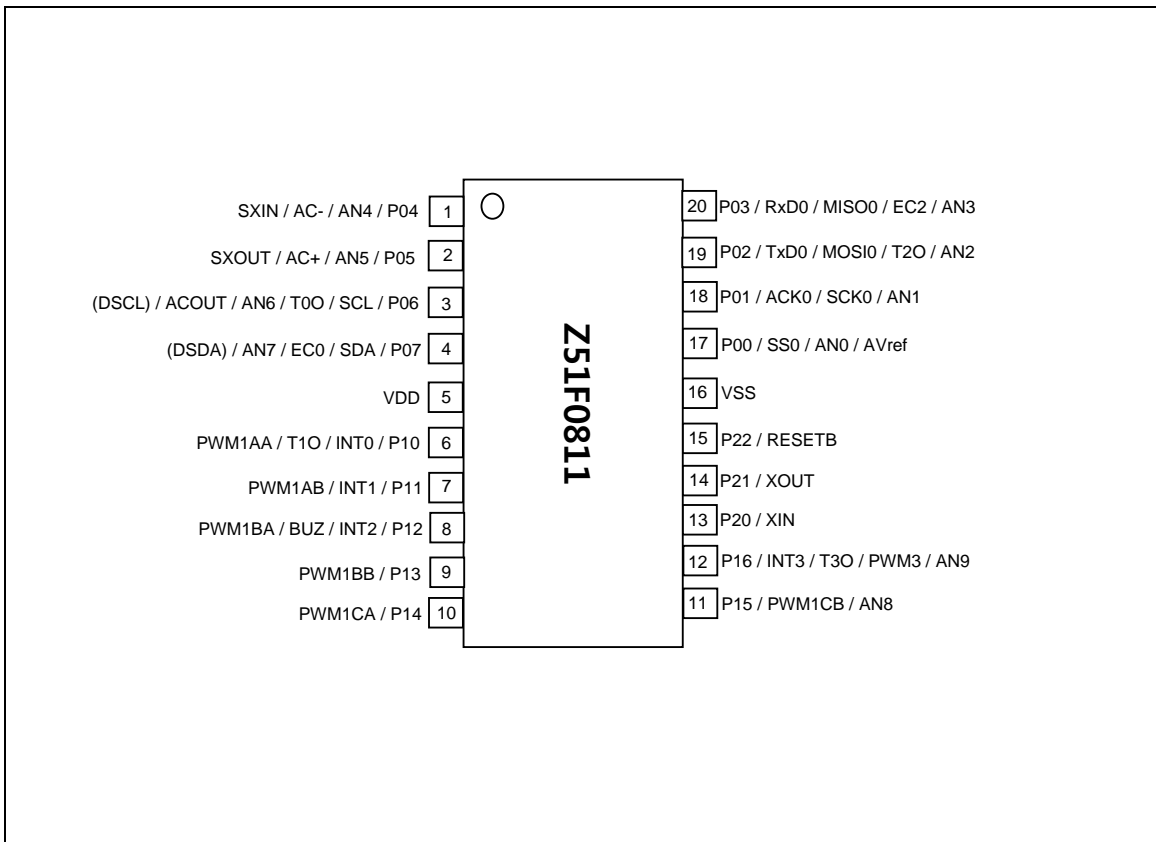 SXIN / AC- / AN4 / P04 1
SXOUT / AC+ / AN5 / P05 2
(DSCL) / ACOUT / AN6 / T0O / SCL / P06 3
(DSDA) / AN7 / EC0 / SDA / P07 4
VDD 5
PWM1AA / T1O / INT0 / P10 6
PWM1AB / INT1 / P11 7
PWM1BA / BUZ / INT2 / P12 8
PWM1BB / P13 9
PWM1CA / P14 10
Z51F0811
20 P03 / RxD0 / MISO0 / EC2 / AN3
19 P02 / TxD0 / MOSI0 / T2O / AN2
18 P01 / ACK0 / SCK0 / AN1
17 P00 / SS0 / AN0 / AVref
16 VSS
15 P22 / RESETB
14 P21 / XOUT
13 P20 / XIN
12 P16 / INT3 / T3O / PWM3 / AN9
11 P15 / PWM1CB / AN8